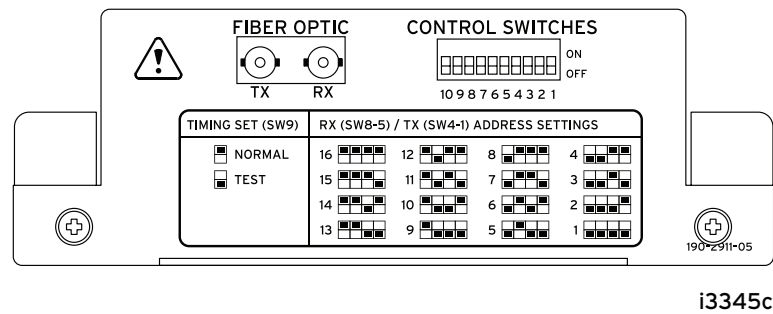 FIBER OPTIC CONTROL SWITCHES
ON
OFF
TX RX 10 9 8 7 6 5 4 3 2 1
TIMING SET (SW9) RX (SW8-5) / TX (SW4-1) ADDRESS SETTINGS
NORMAL 16 12 8 4
TEST 15 11 7 3
14 10 6 2
13 9 5 1
190-2911-05
i3345c